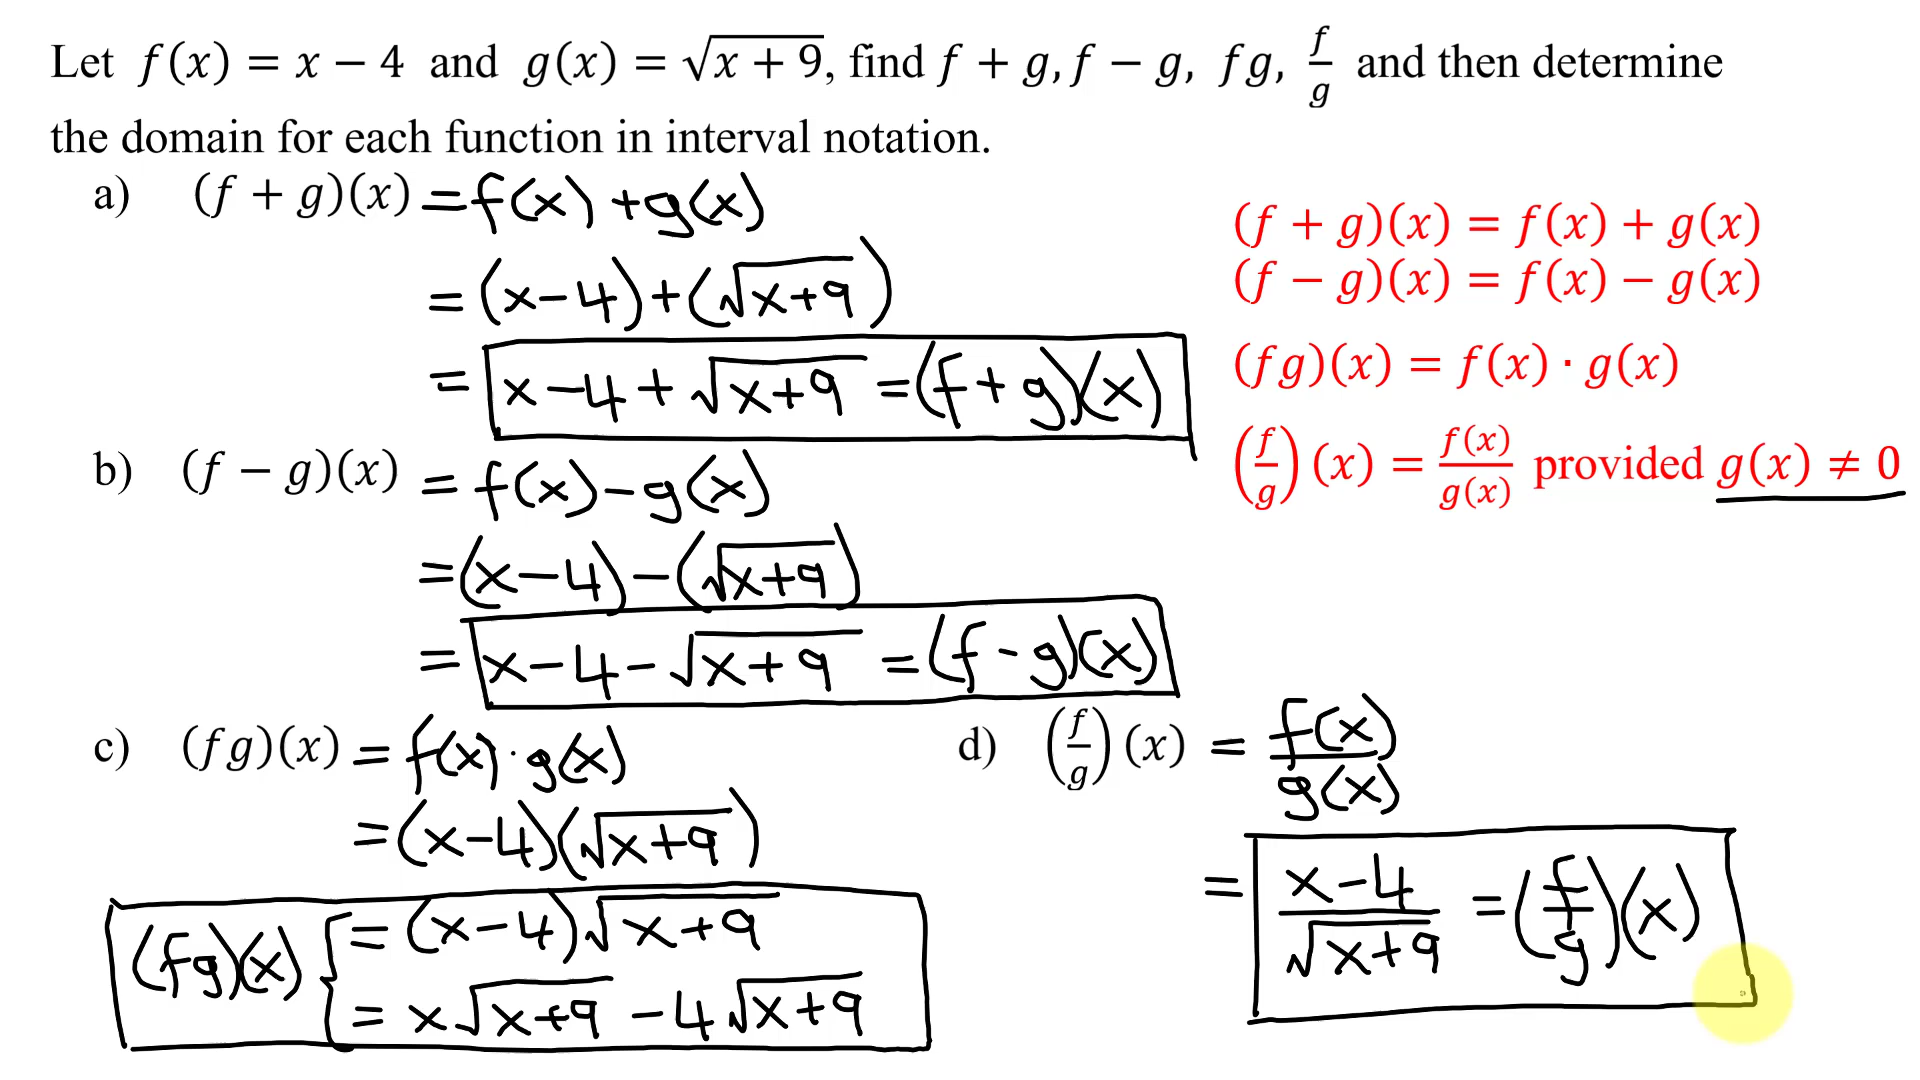 Let f(x) = x − 4 and g(x) = √(x + 9), find f + g, f − g, fg, f/g and then determine
the domain for each function in interval notation.
a) (f + g)(x) = f(x) + g(x)
= (x − 4) + (√(x+9))
= x − 4 + √(x+9) = (f + g)(x)
(f + g)(x) = f(x) + g(x)
(f − g)(x) = f(x) − g(x)
(fg)(x) = f(x) · g(x)
(f/g)(x) = f(x)/g(x) provided g(x) ≠ 0
b) (f − g)(x) = f(x) − g(x)
= (x − 4) − (√(x+9))
= x − 4 − √(x+9) = (f − g)(x)
c) (fg)(x) = f(x) · g(x)
= (x − 4)(√(x+9))
(fg)(x) { = (x − 4)√(x+9)
= x√(x+9) − 4√(x+9)
d) (f/g)(x) = f(x)/g(x)
= (x − 4)/√(x+9) = (f/g)(x)